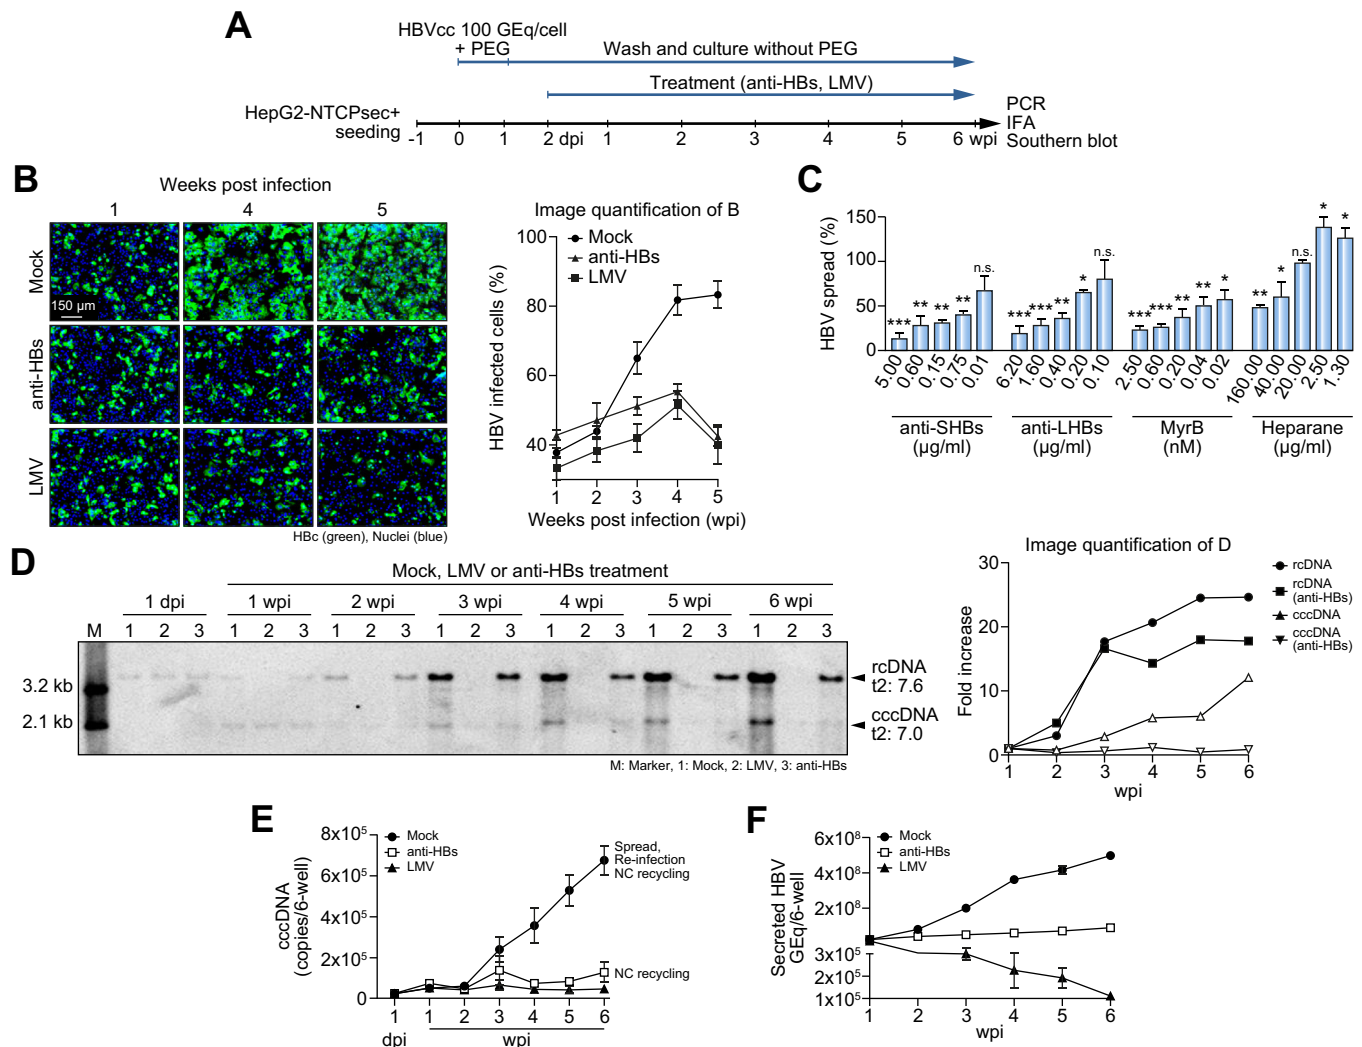 A
HBVcc 100 GEq/cell
+ PEG
Wash and culture without PEG
Treatment (anti-HBs, LMV)
HepG2-NTCPsec+
seeding
-1 0 1 2 dpi 1 2 3 4 5 6 wpi
PCR
IFA
Southern blot
B
Weeks post infection
1 4 5
Mock
150 µm
anti-HBs
LMV
HBc (green), Nuclei (blue)
Image quantification of B
HBV infected cells (%)
100
80
60
40
Mock
anti-HBs
LMV
1 2 3 4 5
Weeks post infection (wpi)
C
HBV spread (%)
150
100
50
0
*** ** ** ** n.s.
*** *** ** * n.s.
*** *** ** ** *
** * n.s. * *
5.00 0.60 0.15 0.75 0.01
6.20 1.60 0.40 0.20 0.10
2.50 0.60 0.20 0.04 0.02
160.00 40.00 20.00 2.50 1.30
anti-SHBs
(µg/ml)
anti-LHBs
(µg/ml)
MyrB
(nM)
Heparane
(µg/ml)
D
Mock, LMV or anti-HBs treatment
1 dpi 1 wpi 2 wpi 3 wpi 4 wpi 5 wpi 6 wpi
M 1 2 3 1 2 3 1 2 3 1 2 3 1 2 3 1 2 3 1 2 3
3.2 kb
2.1 kb
rcDNA
t2: 7.6
cccDNA
t2: 7.0
M: Marker, 1: Mock, 2: LMV, 3: anti-HBs
Image quantification of D
Fold increase
30
20
10
0
1 2 3 4 5 6
wpi
rcDNA
rcDNA
(anti-HBs)
cccDNA
cccDNA
(anti-HBs)
E
cccDNA
(copies/6-well)
8x10⁵
6x10⁵
4x10⁵
2x10⁵
0
Mock
anti-HBs
LMV
Spread,
Re-infection
NC recycling
NC recycling
1 1 2 3 4 5 6
dpi wpi
F
Secreted HBV
GEq/6-well
6x10⁸
4x10⁸
2x10⁸
3x10⁵
2x10⁵
1x10⁵
Mock
anti-HBs
LMV
1 2 3 4 5 6
wpi